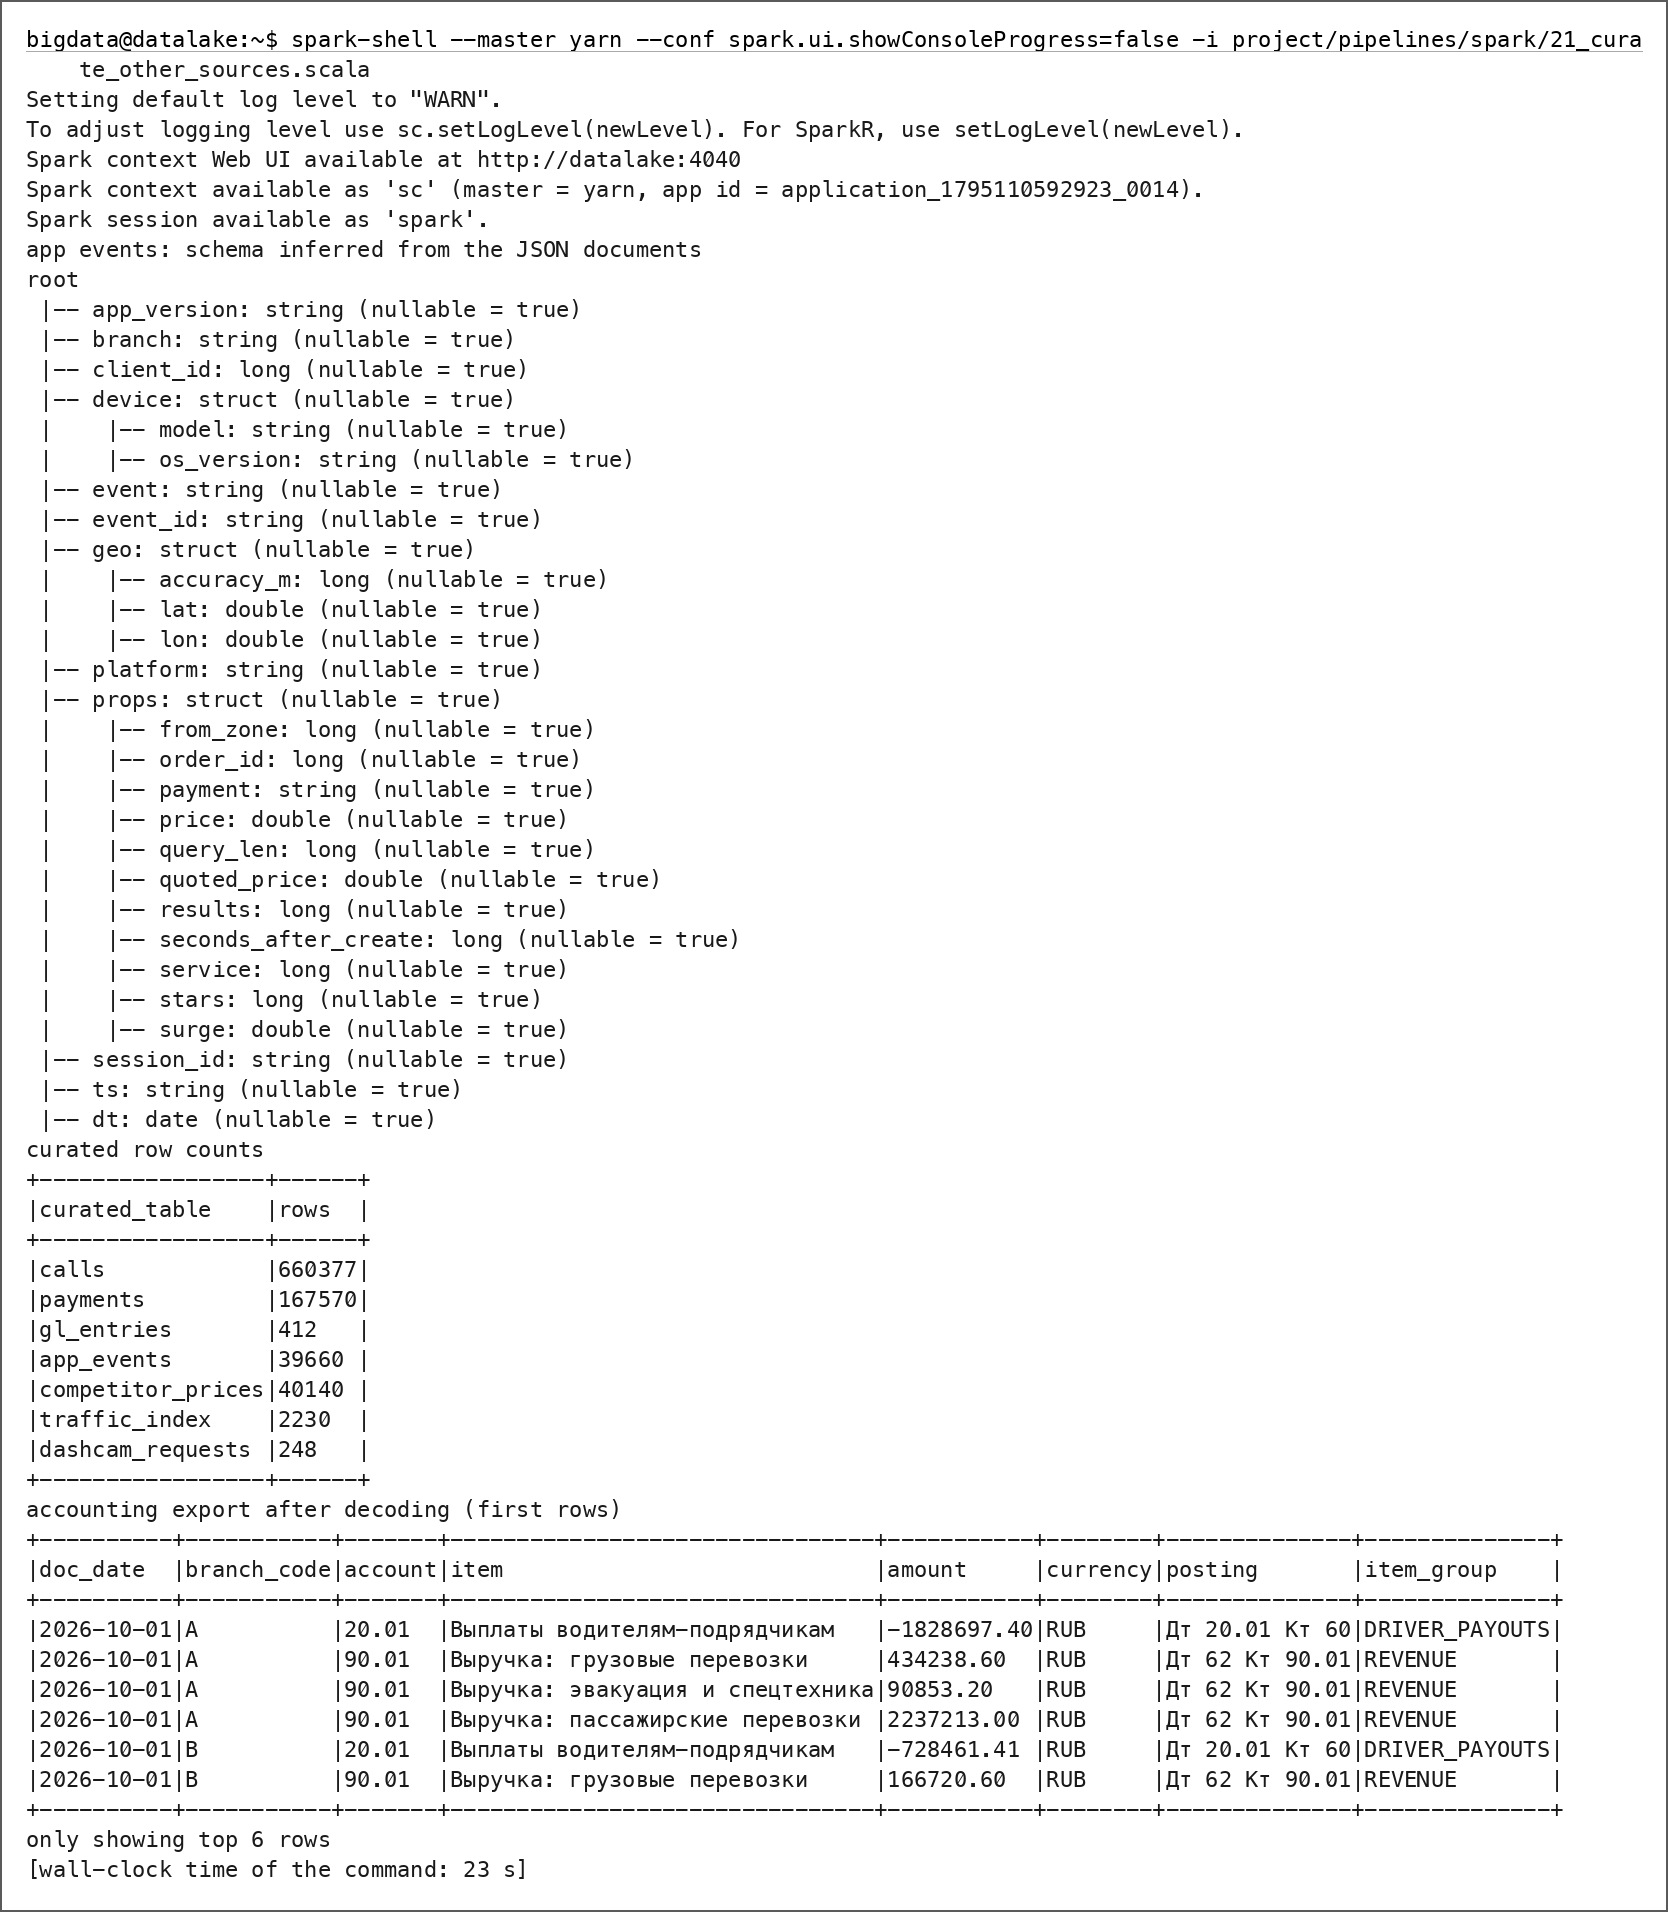 bigdata@datalake:~$ spark-shell --master yarn --conf spark.ui.showConsoleProgress=false -i project/pipelines/spark/21_cura
    te_other_sources.scala
Setting default log level to "WARN".
To adjust logging level use sc.setLogLevel(newLevel). For SparkR, use setLogLevel(newLevel).
Spark context Web UI available at http://datalake:4040
Spark context available as 'sc' (master = yarn, app id = application_1795110592923_0014).
Spark session available as 'spark'.
app events: schema inferred from the JSON documents
root
 |-- app_version: string (nullable = true)
 |-- branch: string (nullable = true)
 |-- client_id: long (nullable = true)
 |-- device: struct (nullable = true)
 |    |-- model: string (nullable = true)
 |    |-- os_version: string (nullable = true)
 |-- event: string (nullable = true)
 |-- event_id: string (nullable = true)
 |-- geo: struct (nullable = true)
 |    |-- accuracy_m: long (nullable = true)
 |    |-- lat: double (nullable = true)
 |    |-- lon: double (nullable = true)
 |-- platform: string (nullable = true)
 |-- props: struct (nullable = true)
 |    |-- from_zone: long (nullable = true)
 |    |-- order_id: long (nullable = true)
 |    |-- payment: string (nullable = true)
 |    |-- price: double (nullable = true)
 |    |-- query_len: long (nullable = true)
 |    |-- quoted_price: double (nullable = true)
 |    |-- results: long (nullable = true)
 |    |-- seconds_after_create: long (nullable = true)
 |    |-- service: long (nullable = true)
 |    |-- stars: long (nullable = true)
 |    |-- surge: double (nullable = true)
 |-- session_id: string (nullable = true)
 |-- ts: string (nullable = true)
 |-- dt: date (nullable = true)
curated row counts
+-----------------+------+
|curated_table    |rows  |
+-----------------+------+
|calls            |660377|
|payments         |167570|
|gl_entries       |412   |
|app_events       |39660 |
|competitor_prices|40140 |
|traffic_index    |2230  |
|dashcam_requests |248   |
+-----------------+------+
accounting export after decoding (first rows)
+----------+-----------+-------+--------------------------------+-----------+--------+--------------+--------------+
|doc_date  |branch_code|account|item                            |amount     |currency|posting       |item_group    |
+----------+-----------+-------+--------------------------------+-----------+--------+--------------+--------------+
|2026-10-01|A          |20.01  |Выплаты водителям-подрядчикам   |-1828697.40|RUB     |Дт 20.01 Кт 60|DRIVER_PAYOUTS|
|2026-10-01|A          |90.01  |Выручка: грузовые перевозки     |434238.60  |RUB     |Дт 62 Кт 90.01|REVENUE       |
|2026-10-01|A          |90.01  |Выручка: эвакуация и спецтехника|90853.20   |RUB     |Дт 62 Кт 90.01|REVENUE       |
|2026-10-01|A          |90.01  |Выручка: пассажирские перевозки |2237213.00 |RUB     |Дт 62 Кт 90.01|REVENUE       |
|2026-10-01|B          |20.01  |Выплаты водителям-подрядчикам   |-728461.41 |RUB     |Дт 20.01 Кт 60|DRIVER_PAYOUTS|
|2026-10-01|B          |90.01  |Выручка: грузовые перевозки     |166720.60  |RUB     |Дт 62 Кт 90.01|REVENUE       |
+----------+-----------+-------+--------------------------------+-----------+--------+--------------+--------------+
only showing top 6 rows
[wall-clock time of the command: 23 s]